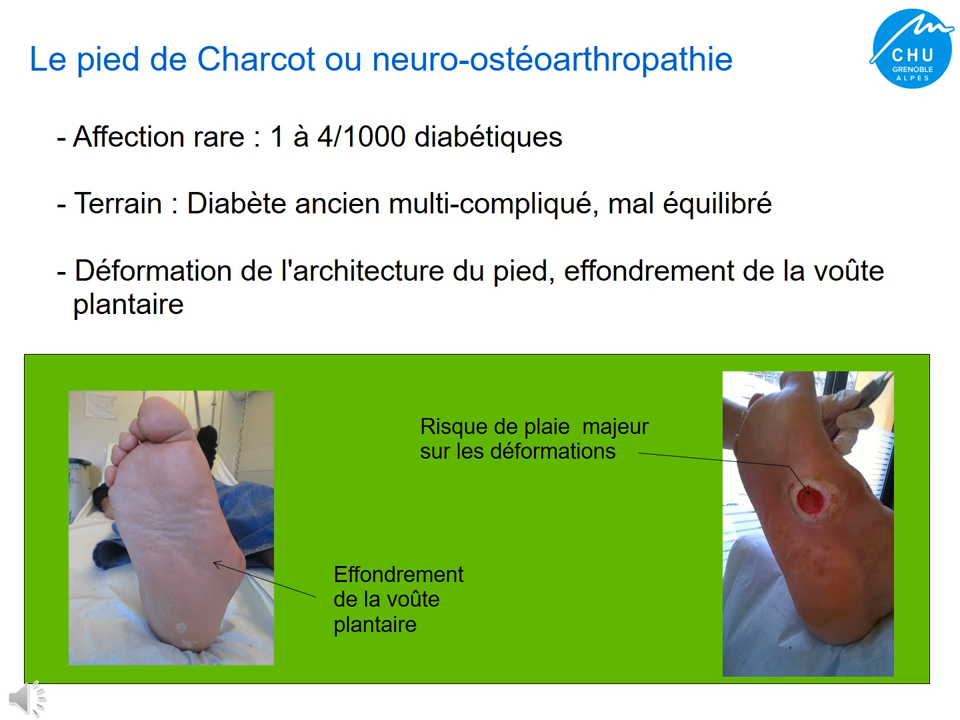 Le pied de Charcot ou neuro-ostéoarthropathie
CHU
GRENOBLE
ALPES
- Affection rare : 1 à 4/1000 diabétiques
- Terrain : Diabète ancien multi-compliqué, mal équilibré
- Déformation de l'architecture du pied, effondrement de la voûte
plantaire
Risque de plaie majeur
sur les déformations
Effondrement
de la voûte
plantaire